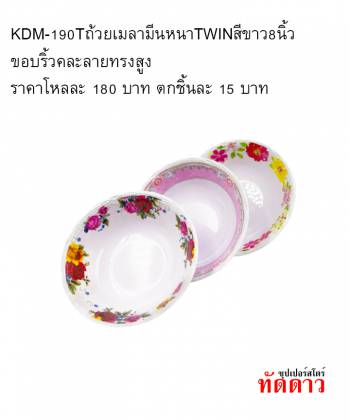 KDM-190Tถ้วยเมลามีนหนาTWINสีขาว8นิ้ว
ขอบริ้วคละลายทรงสูง
ราคาโหลละ 180 บาท ตกชิ้นละ 15 บาท
ซุปเปอร์สโตร์
ทัดดาว